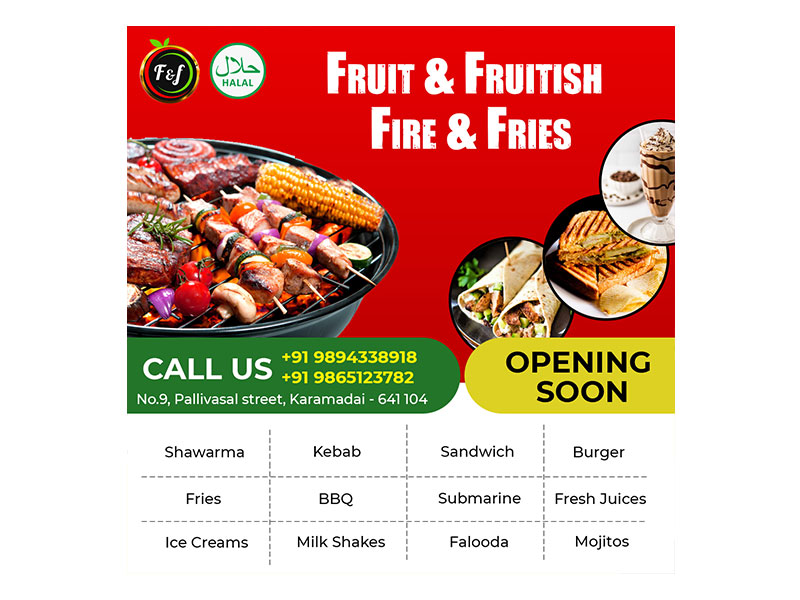 F&f
حلال
HALAL
FRUIT & FRUITISH
FIRE & FRIES
CALL US
+91 9894338918
+91 9865123782
No.9, Pallivasal street, Karamadai - 641 104
OPENING
SOON
Shawarma Kebab Sandwich Burger
Fries BBQ Submarine Fresh Juices
Ice Creams Milk Shakes Falooda Mojitos